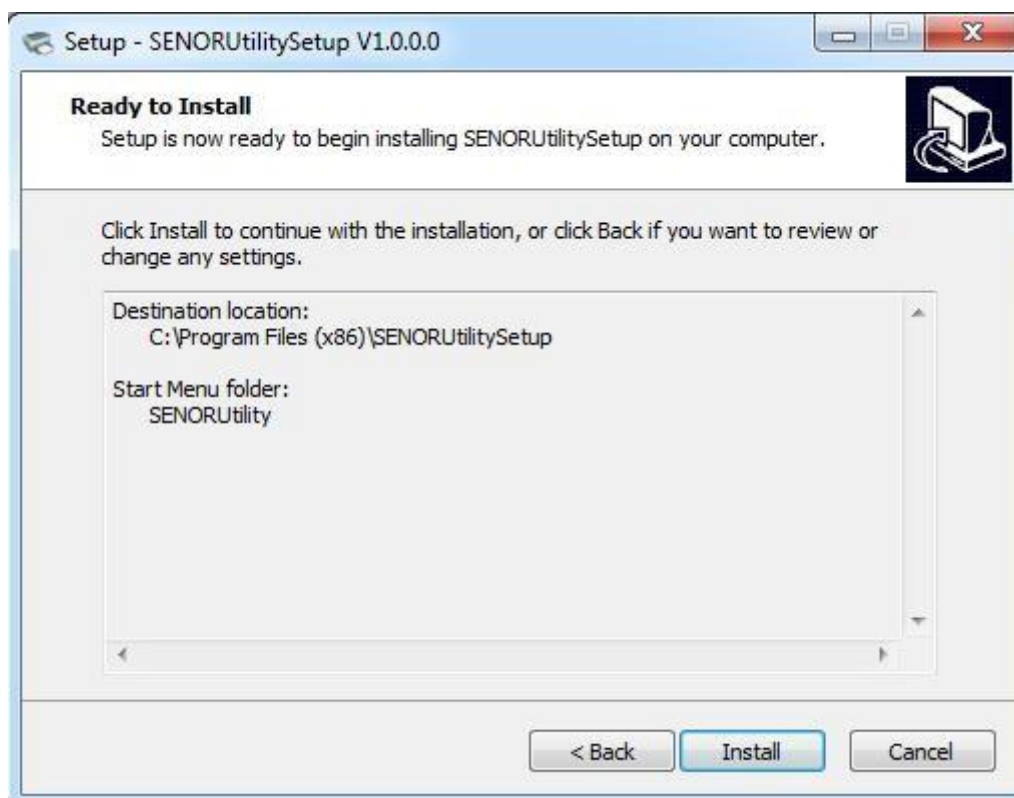 Setup - SENORUtilitySetup V1.0.0.0
Ready to Install
Setup is now ready to begin installing SENORUtilitySetup on your computer.
Click Install to continue with the installation, or click Back if you want to review or
change any settings.
Destination location:
C:\Program Files (x86)\SENORUtilitySetup
Start Menu folder:
SENORUtility
< Back
Install
Cancel